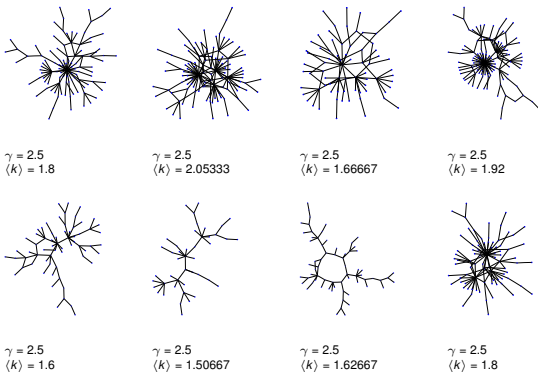 γ = 2.5
⟨k⟩ = 1.8
γ = 2.5
⟨k⟩ = 2.05333
γ = 2.5
⟨k⟩ = 1.66667
γ = 2.5
⟨k⟩ = 1.92
γ = 2.5
⟨k⟩ = 1.6
γ = 2.5
⟨k⟩ = 1.50667
γ = 2.5
⟨k⟩ = 1.62667
γ = 2.5
⟨k⟩ = 1.8